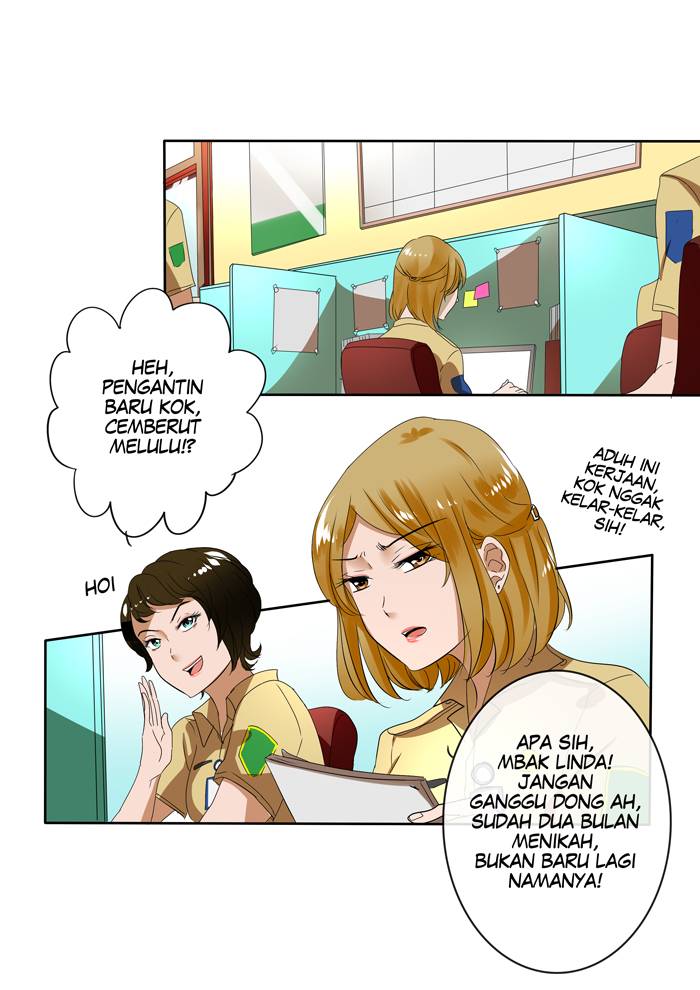 HEH,
PENGANTIN
BARU KOK,
CEMBERUT
MELULU!?
ADUH INI
KERJAAN,
KOK NGGAK
KELAR-KELAR,
SIH!
HOI
APA SIH,
MBAK LINDA!
JANGAN
GANGGU DONG AH,
SUDAH DUA BULAN
MENIKAH,
BUKAN BARU LAGI
NAMANYA!